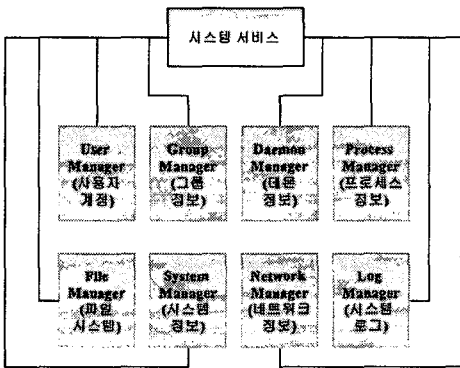 시스템 서비스
User
Manager
(사용자
계정)
Group
Manager
(그룹
정보)
Daemon
Manager
(데몬
정보)
Process
Manager
(프로세스
정보)
File
Manager
(파일
시스템)
System
Manager
(시스템
정보)
Network
Manager
(네트워크
정보)
Log
Manager
(시스템
로그)